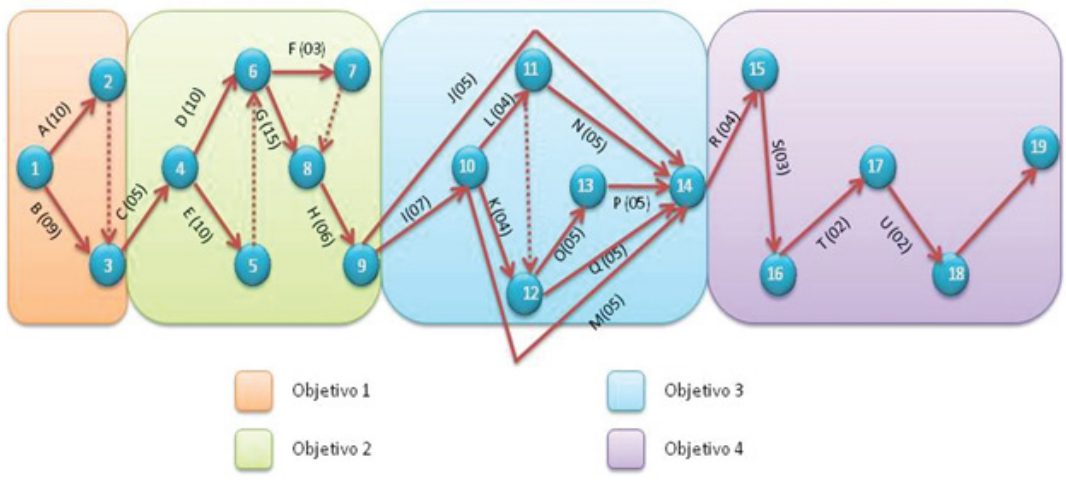 1
2
3
A (10)
B (09)
C (05)
4
5
6
7
8
9
D (10)
E (10)
F (03)
G (15)
H (06)
I(07)
J(05)
10
11
12
13
14
K (04)
L (04)
M(05)
N (05)
O(05)
P (05)
Q (05)
R (04)
15
16
17
18
19
S(03)
T (02)
U (02)
Objetivo 1
Objetivo 3
Objetivo 2
Objetivo 4